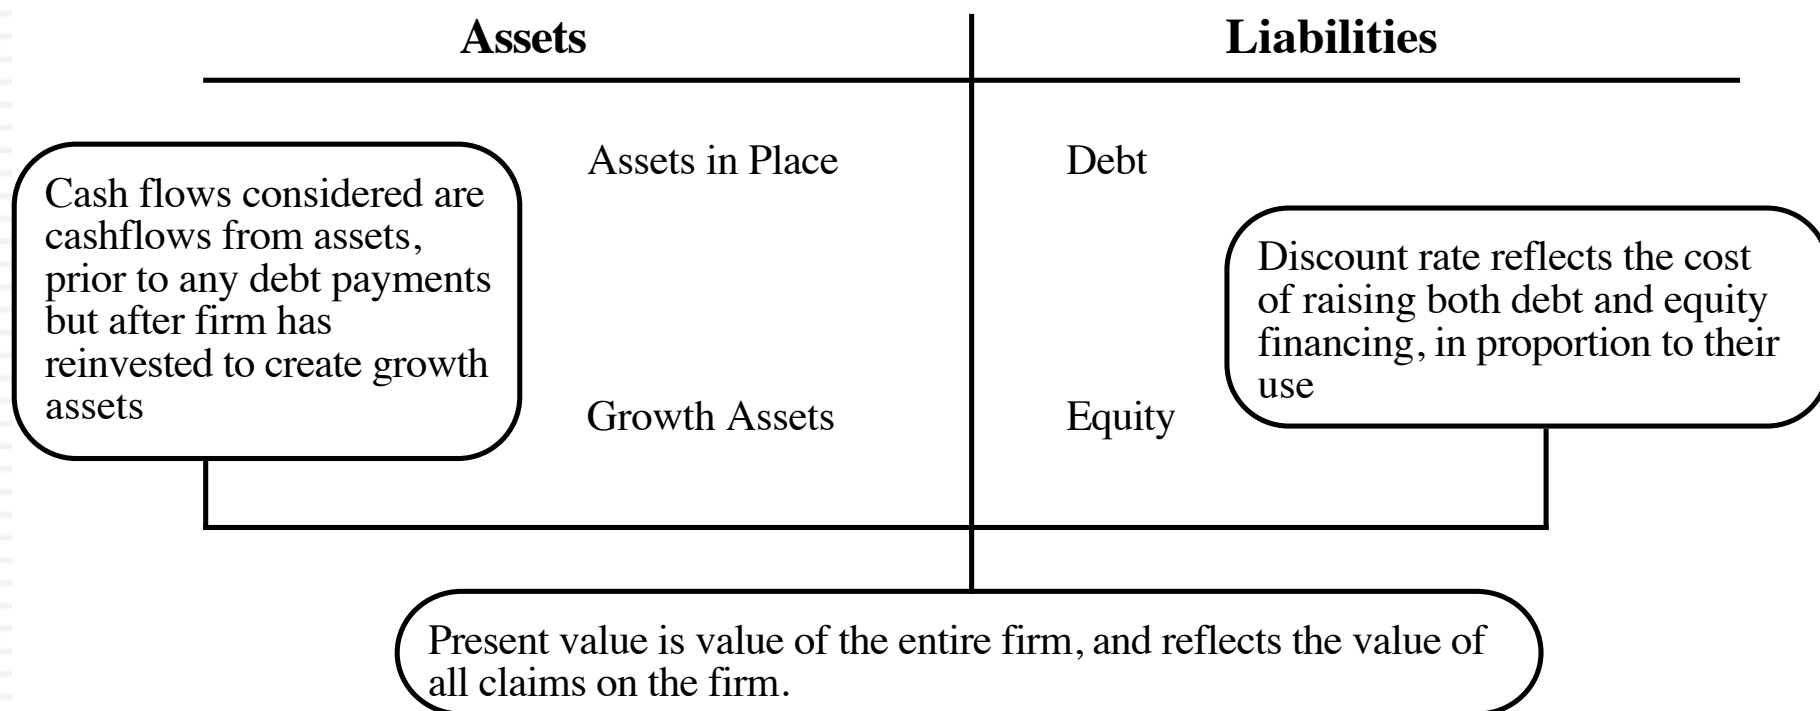 Assets
Liabilities
Assets in Place
Debt
Cash flows considered are
cashflows from assets,
prior to any debt payments
but after firm has
reinvested to create growth
assets
Discount rate reflects the cost
of raising both debt and equity
financing, in proportion to their
use
Growth Assets
Equity
Present value is value of the entire firm, and reflects the value of
all claims on the firm.